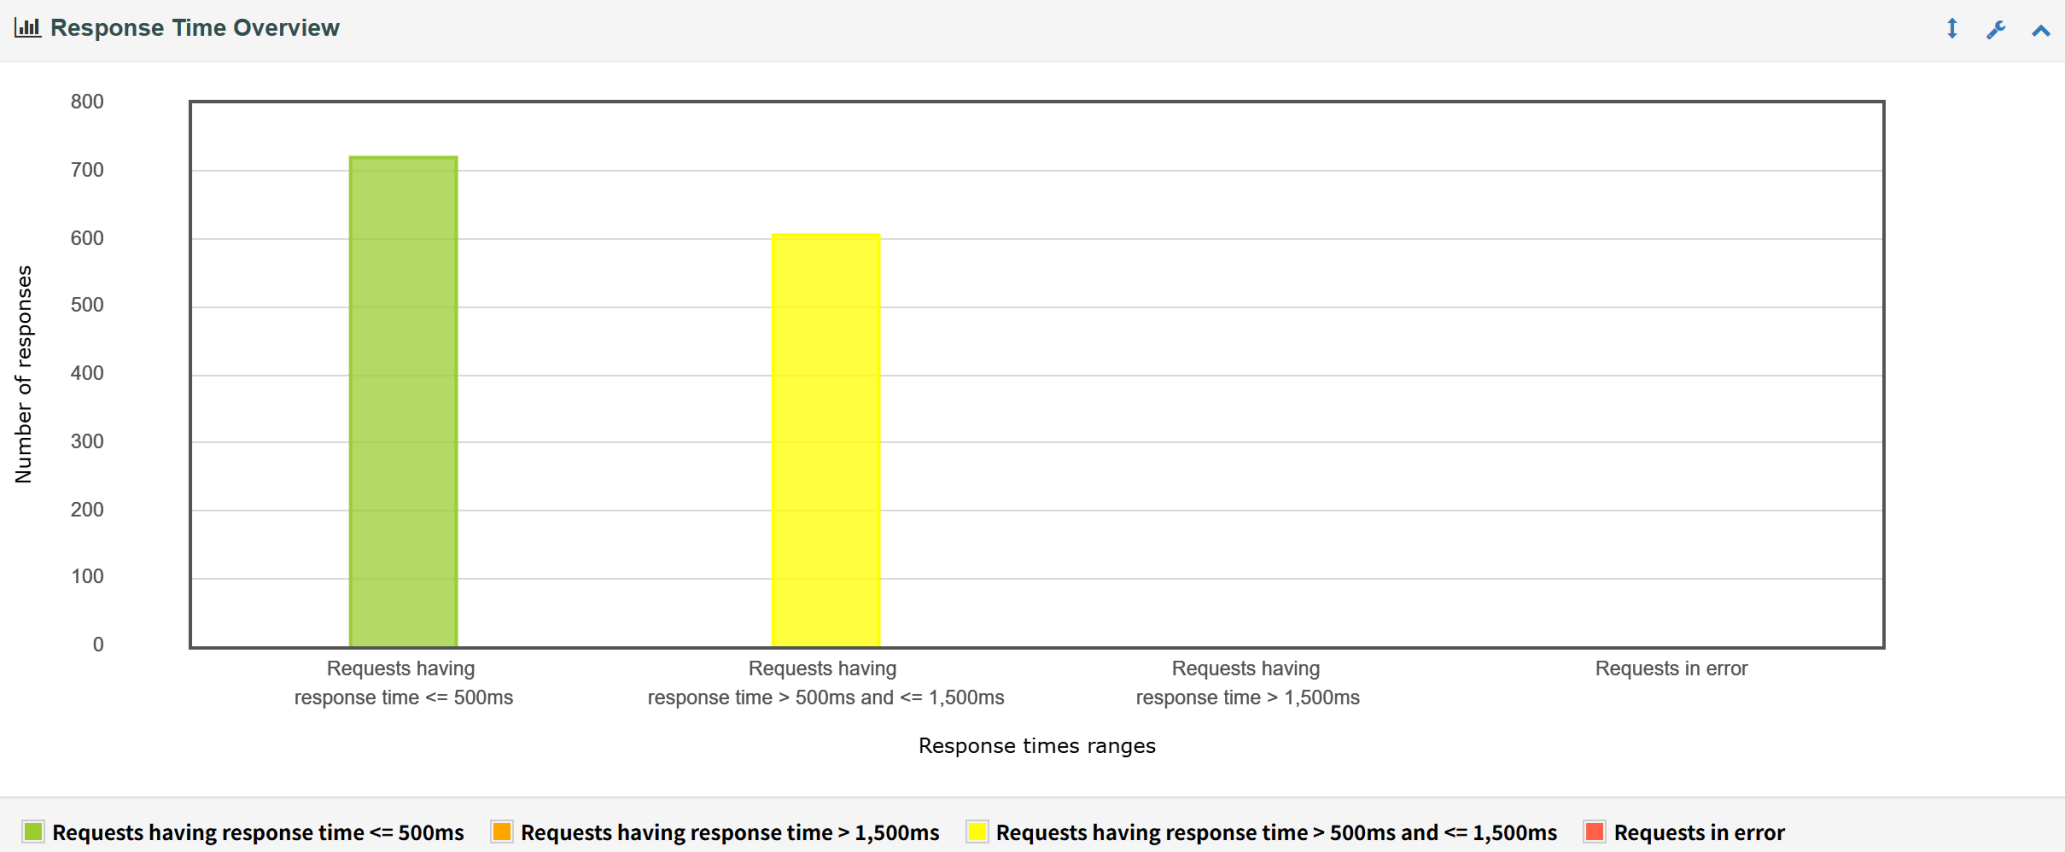 Response Time Overview
800
700
600
500
400
300
200
100
0
Number of responses
Requests having
response time <= 500ms
Requests having
response time > 500ms and <= 1,500ms
Requests having
response time > 1,500ms
Requests in error
Response times ranges
Requests having response time <= 500ms
Requests having response time > 1,500ms
Requests having response time > 500ms and <= 1,500ms
Requests in error